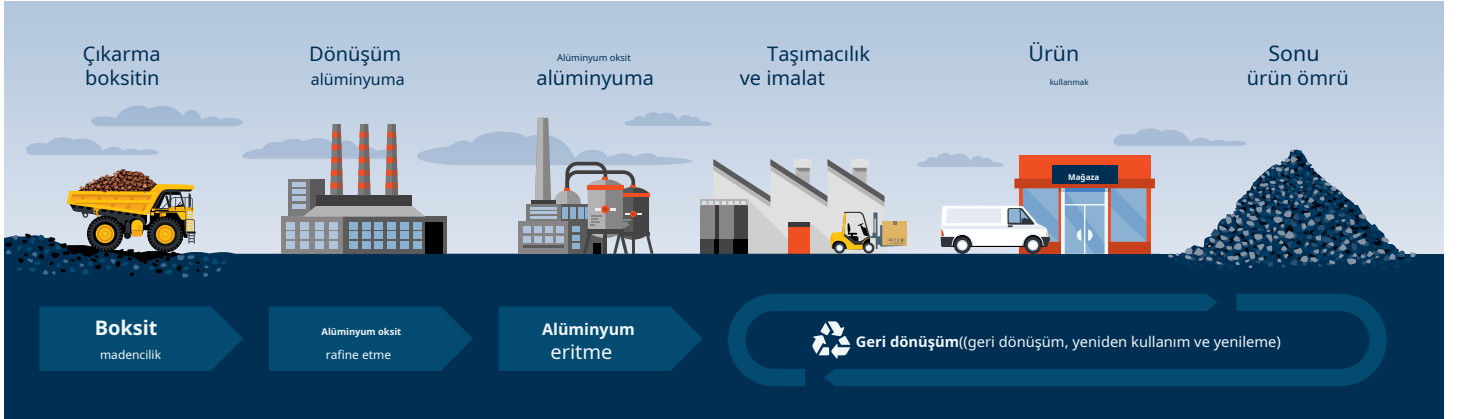 Çıkarma
boksitin
Dönüşüm
alüminyuma
Alüminyum oksit
alüminyuma
Taşımacılık
ve imalat
Ürün
kullanmak
Sonu
ürün ömrü
Mağaza
Boksit
madencilik
Alüminyum oksit
rafine etme
Alüminyum
eritme
Geri dönüşüm((geri dönüşüm, yeniden kullanım ve yenileme)